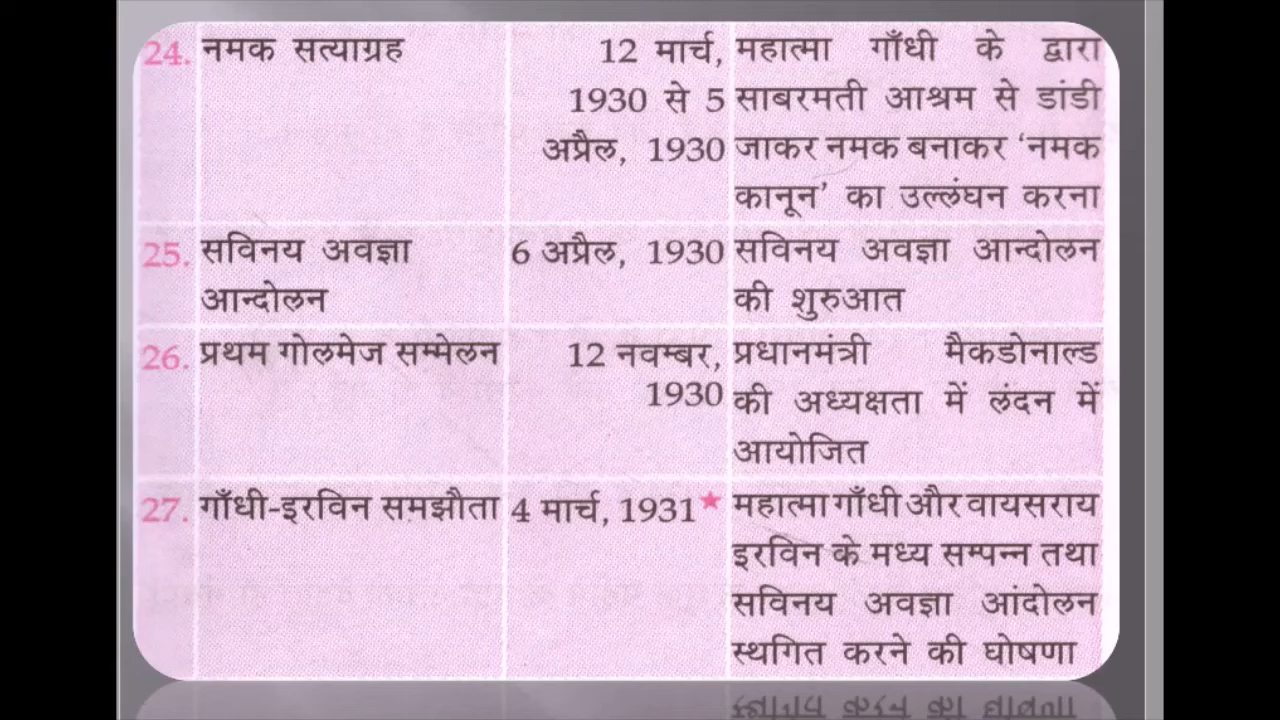 24. नमक सत्याग्रह 12 मार्च, महात्मा गाँधी के द्वारा
1930 से 5 साबरमती आश्रम से डांडी
अप्रैल, 1930 जाकर नमक बनाकर ‘नमक
कानून’ का उल्लंघन करना
25. सविनय अवज्ञा 6 अप्रैल, 1930 सविनय अवज्ञा आन्दोलन
आन्दोलन की शुरुआत
26. प्रथम गोलमेज सम्मेलन 12 नवम्बर, प्रधानमंत्री मैकडोनाल्ड
1930 की अध्यक्षता में लंदन में
आयोजित
27. गाँधी-इरविन समझौता 4 मार्च, 1931★ महात्मा गाँधी और वायसराय
इरविन के मध्य सम्पन्न तथा
सविनय अवज्ञा आंदोलन
स्थगित करने की घोषणा